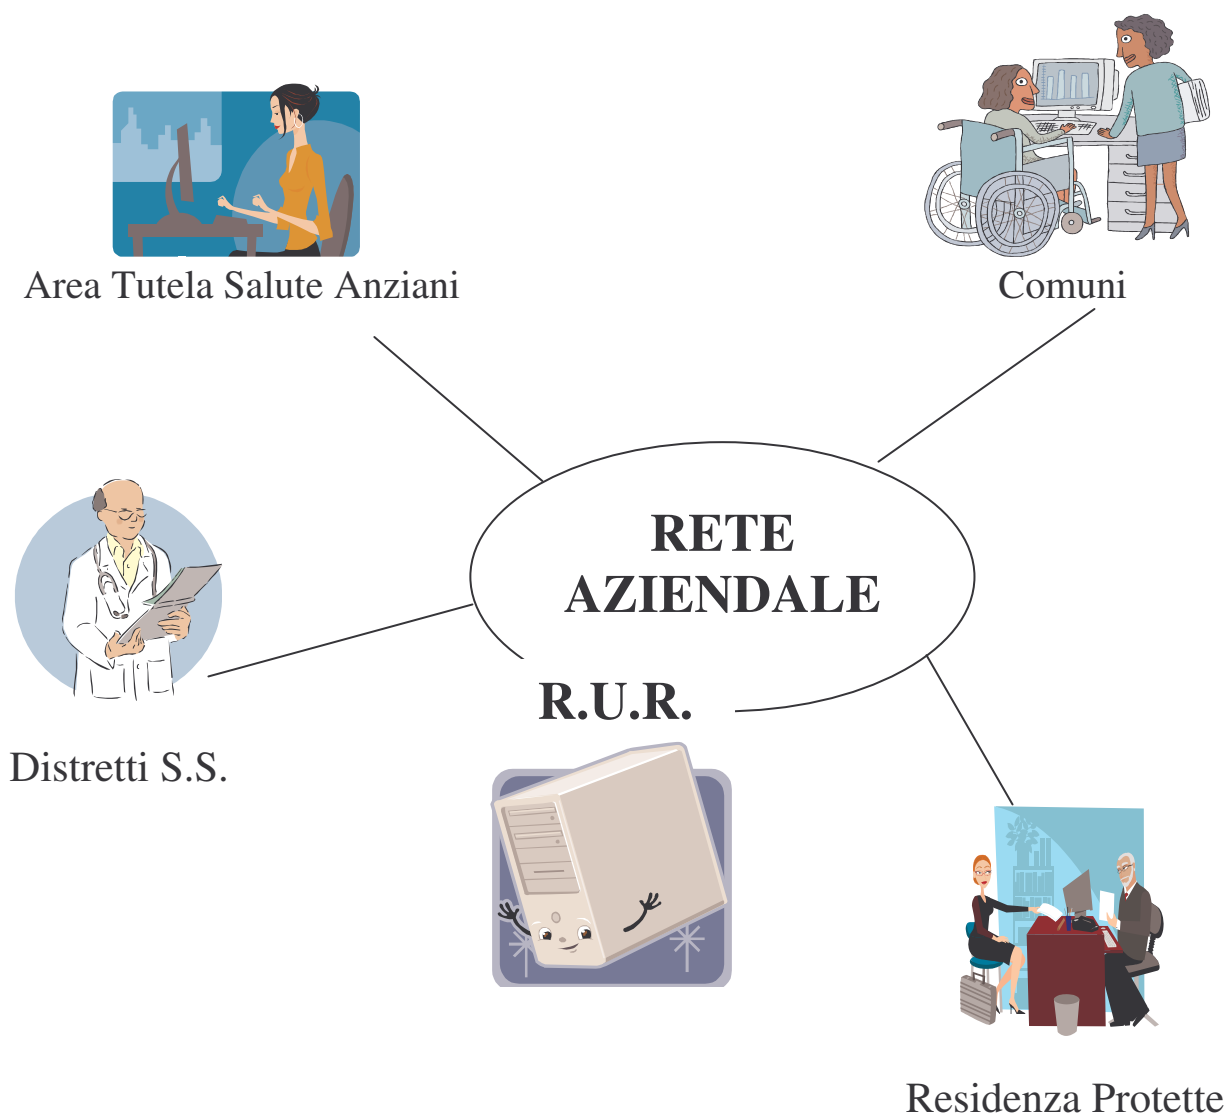 Area Tutela Salute Anziani
Comuni
RETE
AZIENDALE
R.U.R.
Distretti S.S.
Residenza Protette